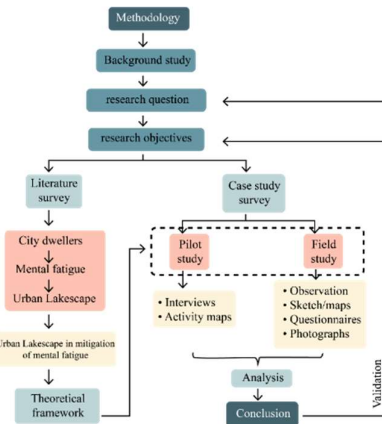 Methodology
Background study
research question
research objectives
Literature
survey
Case study
survey
City dwellers
Mental fatigue
Urban Lakescape
Pilot
study
Field
study
• Interviews
• Activity maps
• Observation
• Sketch/maps
• Questionnaires
• Photographs
Urban Lakescape in mitigation
of mental fatigue
Theoretical
framework
Analysis
Conclusion
Validation